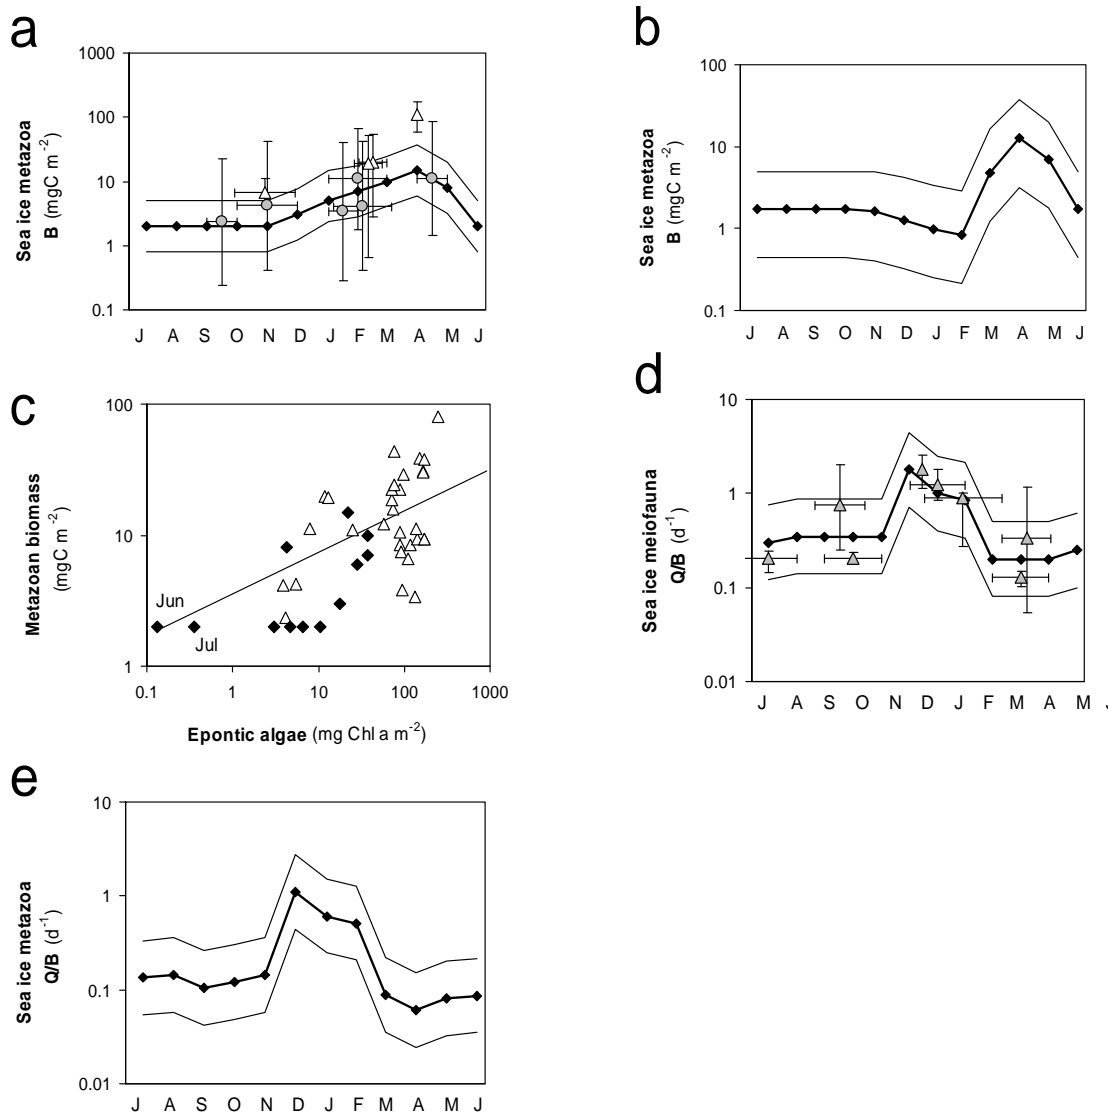 a
1000
100
10
1
0.1
Sea ice metazoa
B (mgC m-2)
J A S O N D J F M A M J
b
100
10
1
0.1
Sea ice metazoa
B (mgC m-2)
J A S O N D J F M A M J
c
100
10
1
Metazoan biomass
(mgC m-2)
Jun
Jul
0.1 1 10 100 1000
Epontic algae (mg Chl a m-2)
d
10
1
0.1
0.01
Sea ice meiofauna
Q/B (d-1)
J A S O N D J F M A M J
e
10
1
0.1
0.01
Sea ice metazoa
Q/B (d-1)
J A S O N D J F M A M J